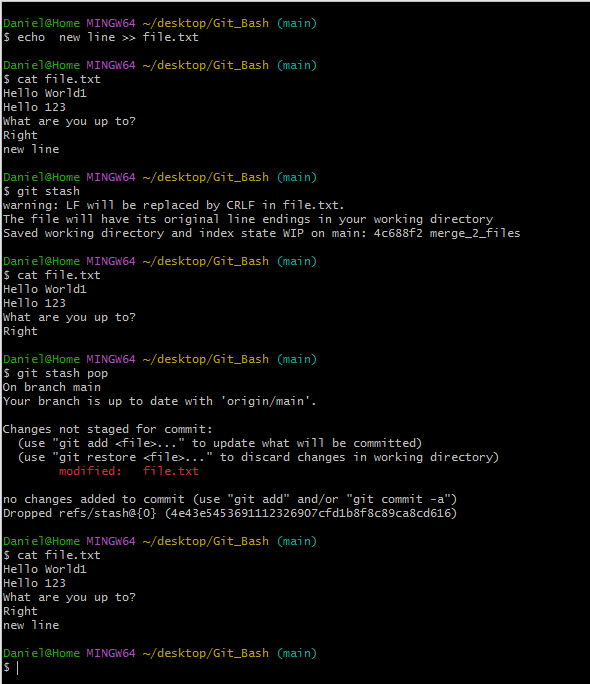 Daniel@Home MINGW64 ~/desktop/Git_Bash (main)
$ echo  new line >> file.txt

Daniel@Home MINGW64 ~/desktop/Git_Bash (main)
$ cat file.txt
Hello World1
Hello 123
What are you up to?
Right
new line

Daniel@Home MINGW64 ~/desktop/Git_Bash (main)
$ git stash
warning: LF will be replaced by CRLF in file.txt.
The file will have its original line endings in your working directory
Saved working directory and index state WIP on main: 4c688f2 merge_2_files

Daniel@Home MINGW64 ~/desktop/Git_Bash (main)
$ cat file.txt
Hello World1
Hello 123
What are you up to?
Right

Daniel@Home MINGW64 ~/desktop/Git_Bash (main)
$ git stash pop
On branch main
Your branch is up to date with 'origin/main'.

Changes not staged for commit:
  (use "git add <file>..." to update what will be committed)
  (use "git restore <file>..." to discard changes in working directory)
        modified:   file.txt

no changes added to commit (use "git add" and/or "git commit -a")
Dropped refs/stash@{0} (4e43e5453691112326907cfd1b8f8c89ca8cd616)

Daniel@Home MINGW64 ~/desktop/Git_Bash (main)
$ cat file.txt
Hello World1
Hello 123
What are you up to?
Right
new line

Daniel@Home MINGW64 ~/desktop/Git_Bash (main)
$